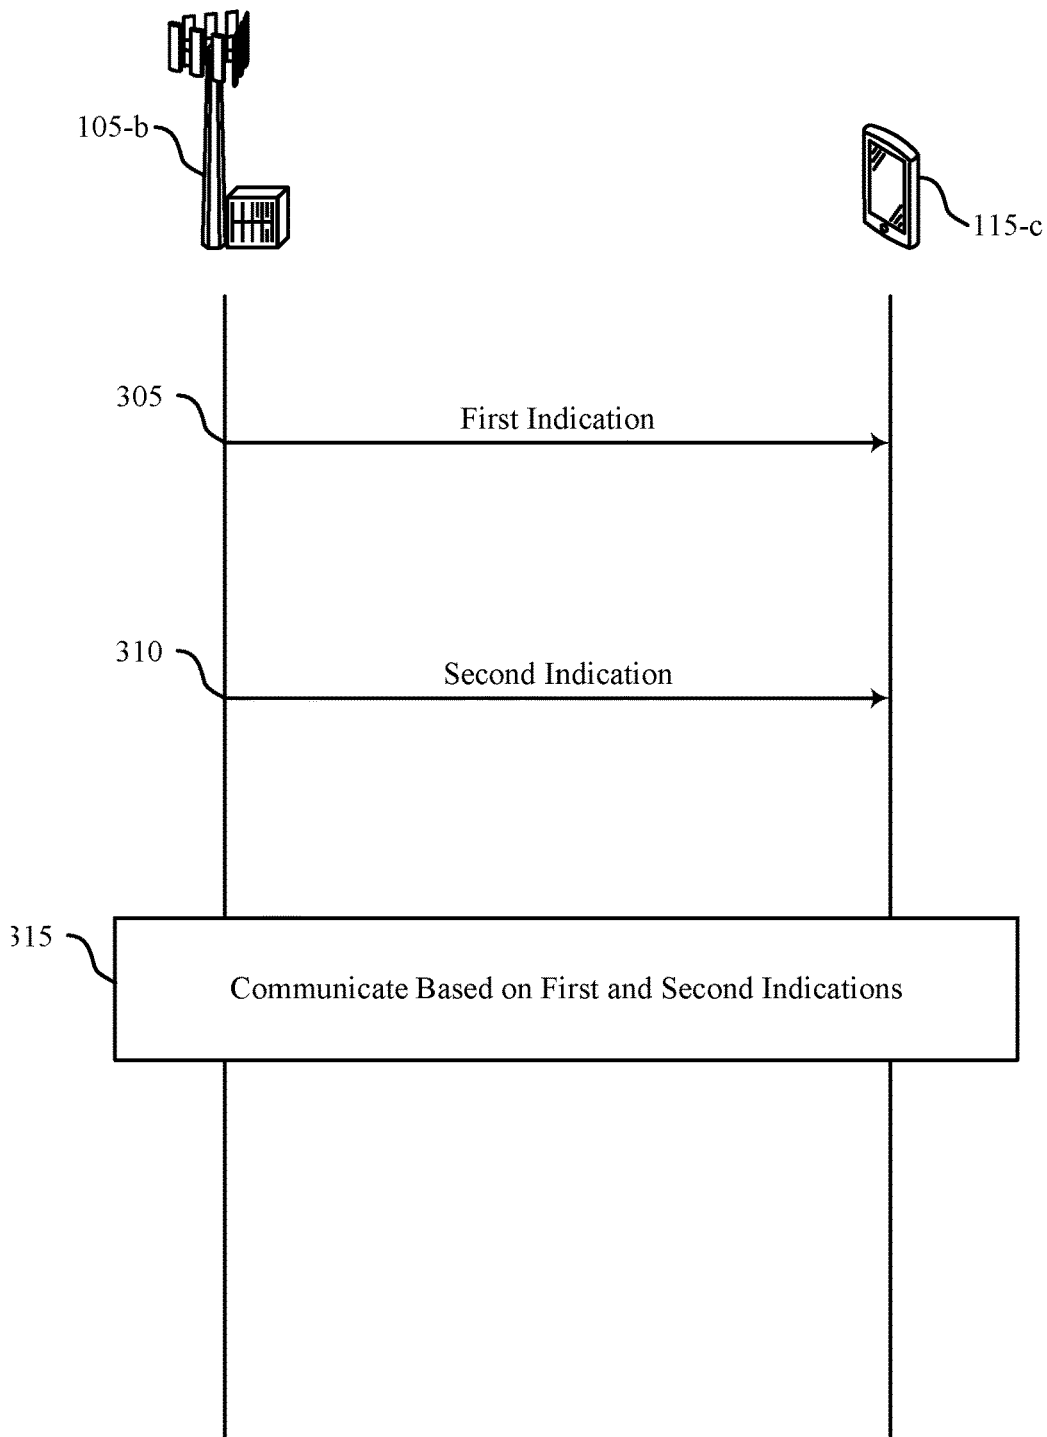 105-b
115-c
305
First Indication
310
Second Indication
315
Communicate Based on First and Second Indications